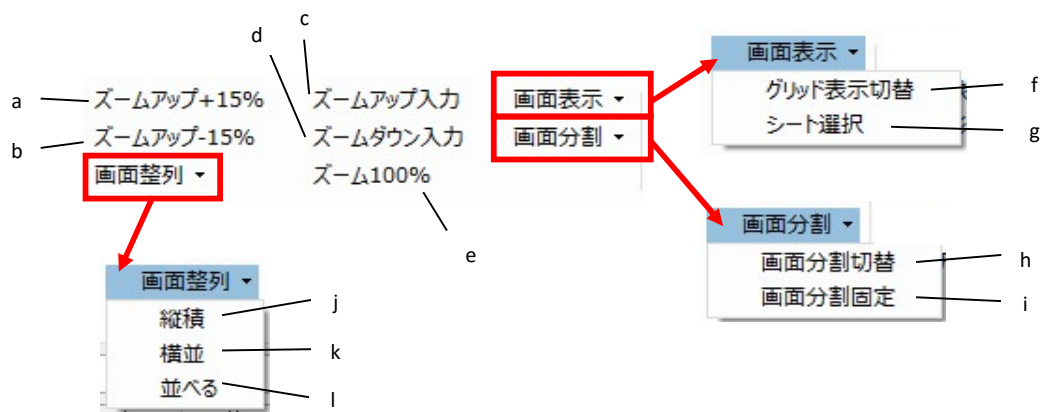 c
d
画面表示 ▾
a
ズームアップ+15%
ズームアップ入力
画面表示 ▾
グリッド表示切替
f
b
ズームアップ-15%
ズームダウン入力
画面分割 ▾
シート選択
g
画面整列 ▾
ズーム100%
e
画面分割 ▾
画面分割切替
h
画面分割固定
i
画面整列 ▾
縦積
j
横並
k
並べる
l